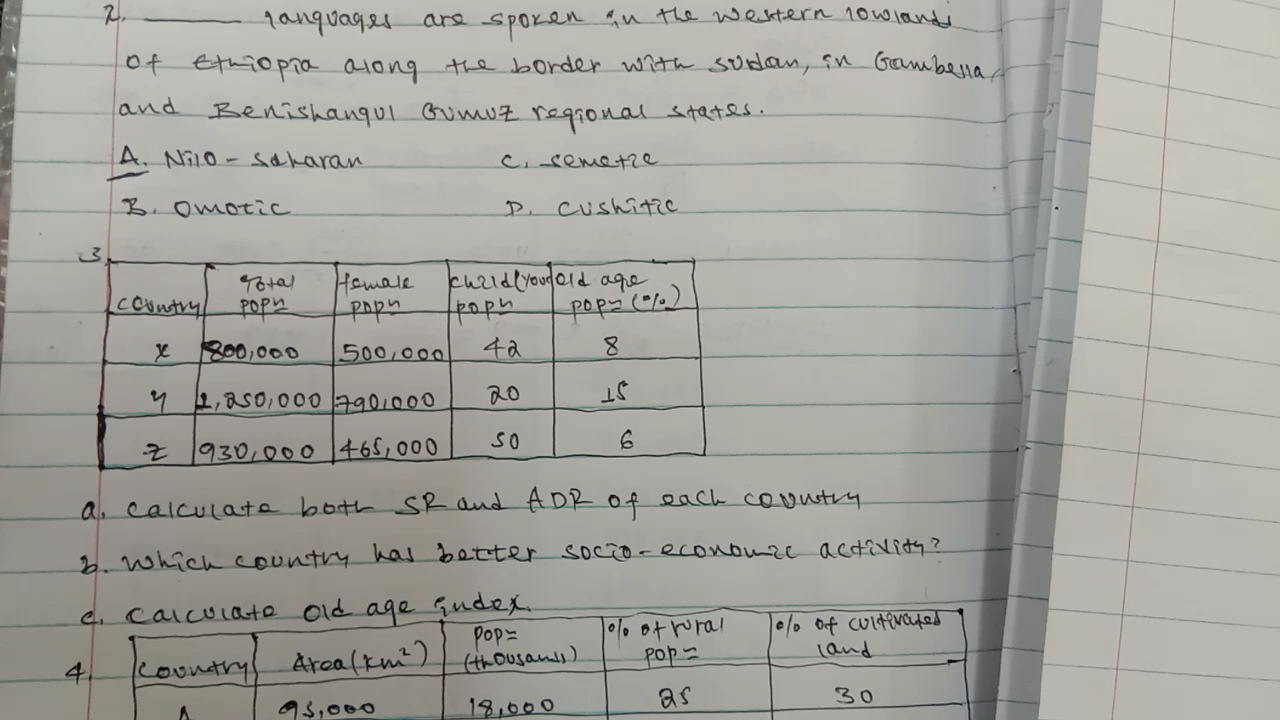 2. ________ languages are spoken in the western lowlands
of Ethiopia along the border with sudan, in Gambella,
and Benishangul Gumuz regional states.
A. Nilo-saharan C. semetic
B. Omotic D. cushitic
3.
country Total popn female popn child(young popn old age popn (%)
x 800,000 500,000 42 8
y 1,250,000 790,000 20 15
z 930,000 465,000 50 6
a. calculate both SR and ADR of each coventry
b. which country has better socio-economic activity?
c. calculate old age index.
4.
country Area(km²) pop= (thousands) % of rural pop= % of cultivated land
A 95,000 18,000 25 30